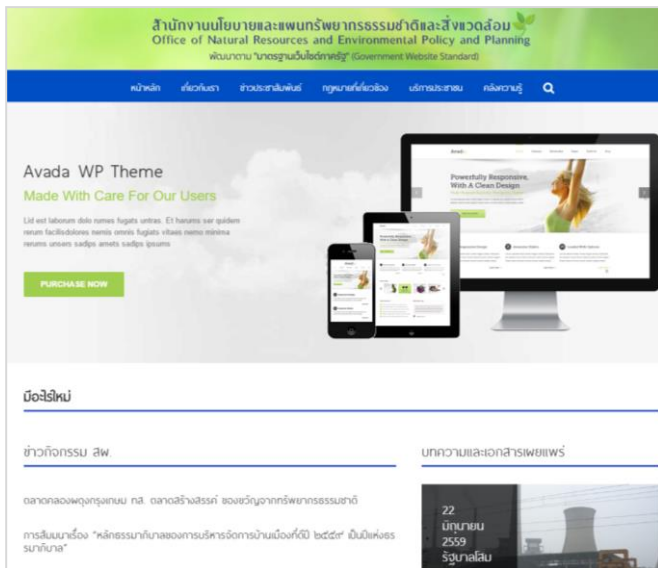 สำนักงานนโยบายและแผนทรัพยากรธรรมชาติและสิ่งแวดล้อม
Office of Natural Resources and Environmental Policy and Planning
พัฒนาตาม "มาตรฐานเว็บไซต์ภาครัฐ" (Government Website Standard)
หน้าหลัก เกี่ยวกับเรา ข่าวประชาสัมพันธ์ กฎหมายที่เกี่ยวข้อง บริการประชาชน คลังความรู้
Avada WP Theme
Made With Care For Our Users
Lid est laborum dolo rumes fugats untras. Et harums ser quidem
rerum facilisdolores nemis omnis fugiats vitaes nemo minima
rerums unsers sadips amets sadips ipsums
PURCHASE NOW
Powerfully Responsive,
With A Clean Design
มีอะไรใหม่
ข่าวกิจกรรม สผ.
ตลาดคลองผดุงกรุงเกษม ทส. ตลาดสร้างสรรค์ ของขวัญจากทรัพยากรธรรมชาติ
การสัมมนาเรื่อง "หลักธรรมาภิบาลของการบริหารจัดการบ้านเมืองที่ดีปี ๒๕๕๙ เป็นปีแห่งธร
รมาภิบาล"
บทความและเอกสารเผยแพร่
22
มิถุนายน
2559
รัฐบาลโสม